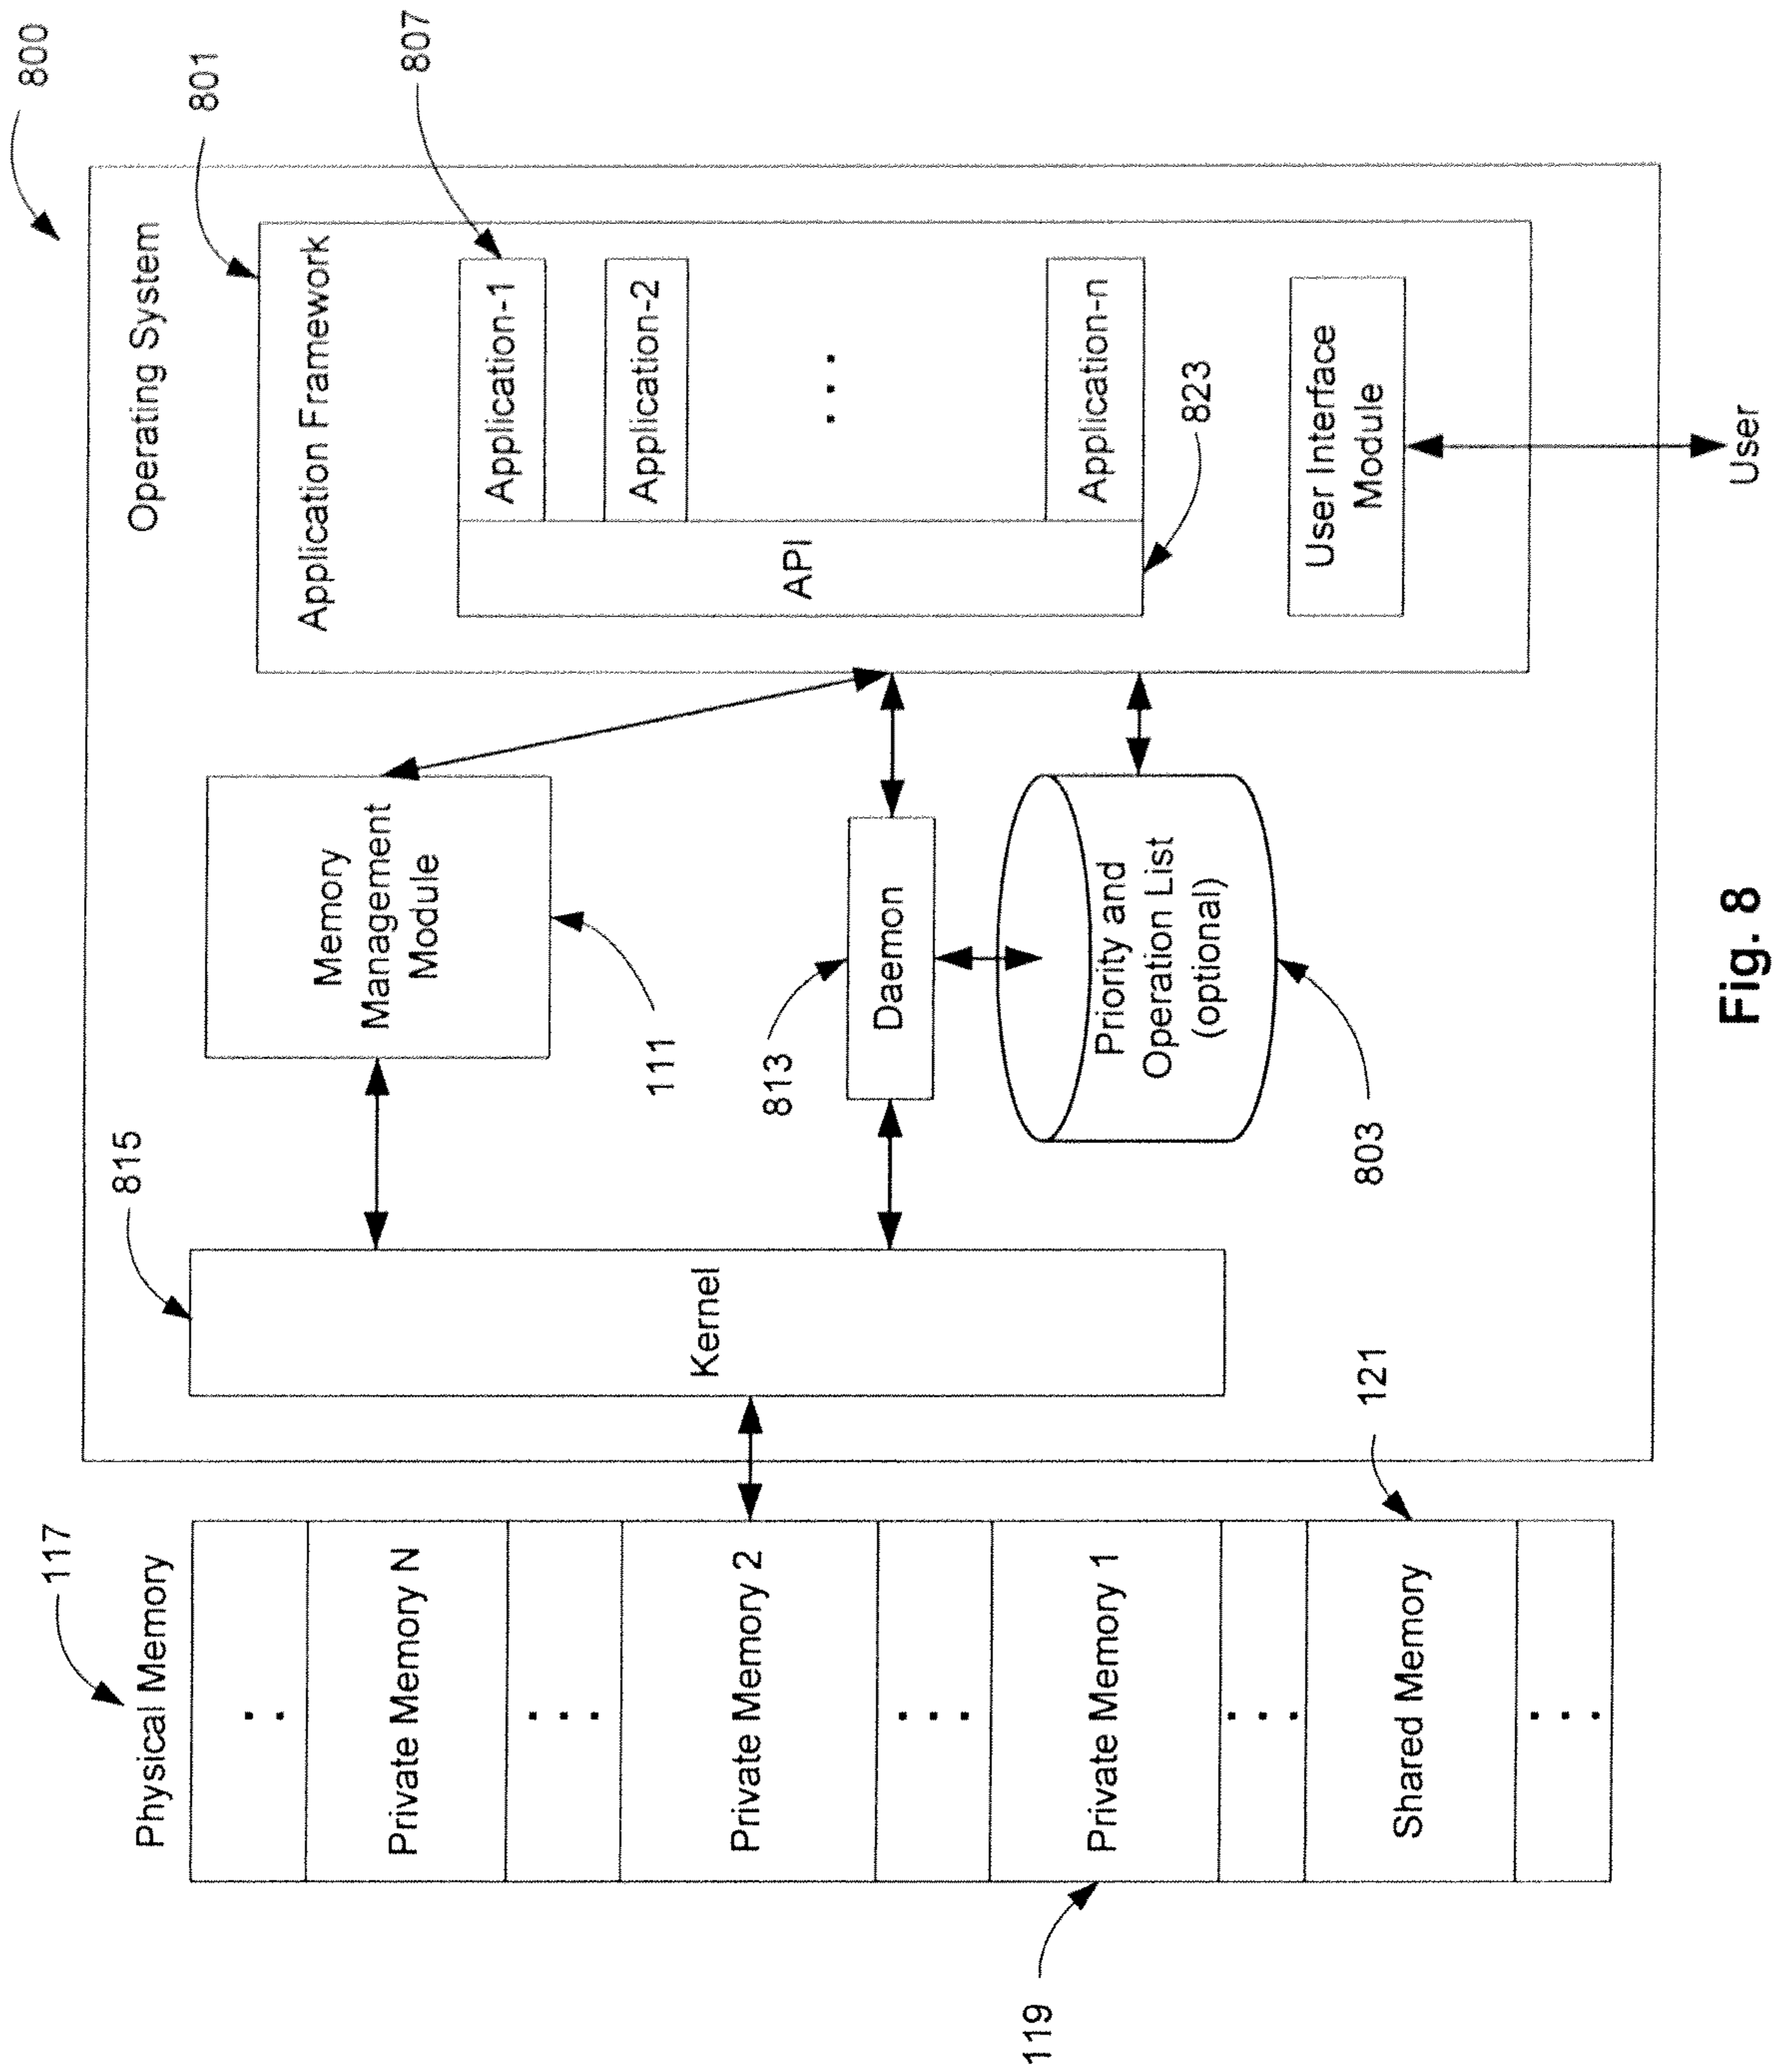 800
801
807
Operating System
Application Framework
Application-1
Application-2
...
Application-n
API
823
User Interface
Module
User
Memory
Management
Module
111
813
Daemon
Priority and
Operation List
(optional)
803
815
Kernel
117
Physical Memory
Private Memory N
...
Private Memory 2
...
Private Memory 1
...
Shared Memory
...
121
119
Fig. 8